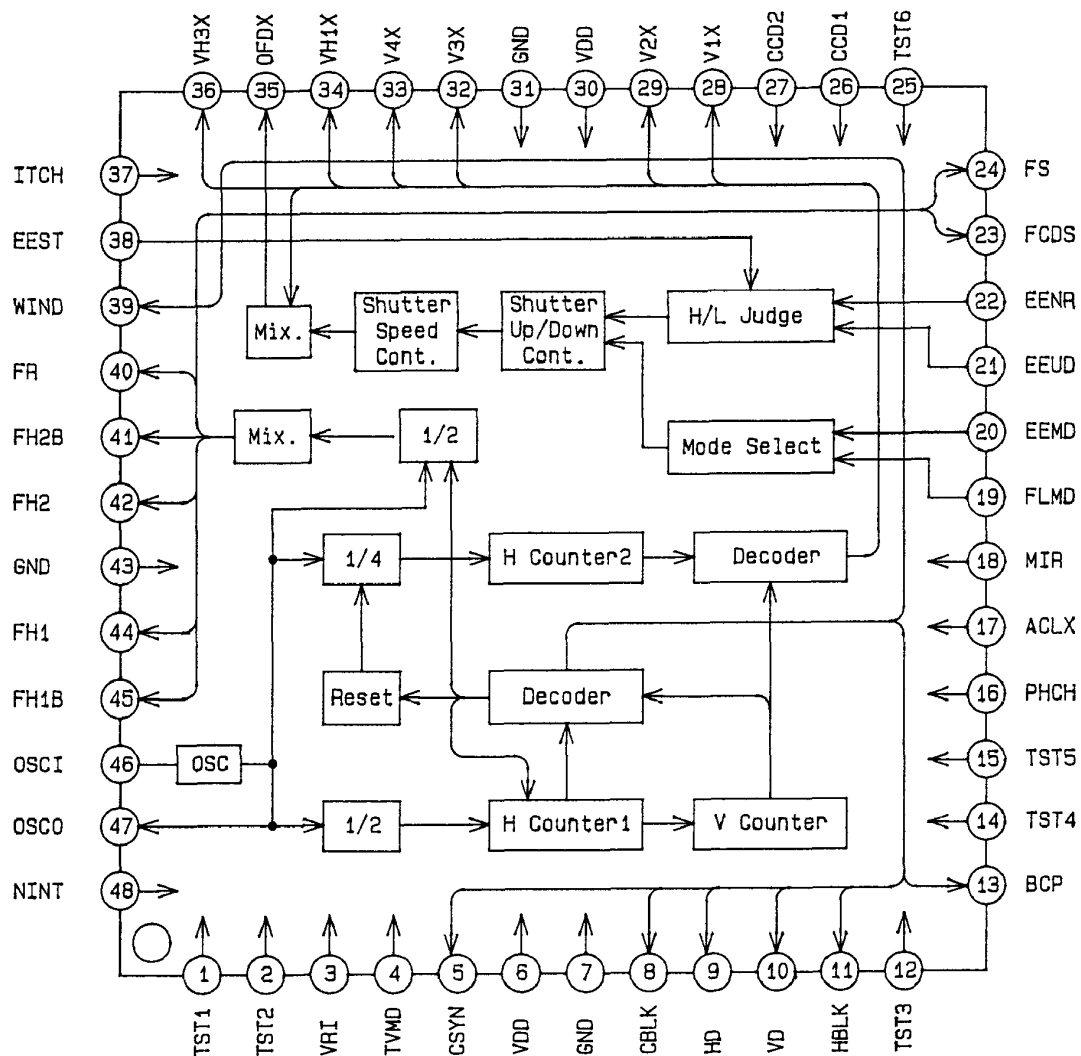 VH3X
OFDX
VH1X
V4X
V3X
GND
VDD
V2X
V1X
CCD2
CCD1
TST6
36
35
34
33
32
31
30
29
28
27
26
25
ITCH
37
24
FS
EEST
38
23
FCDS
WIND
39
22
EENR
Mix.
Shutter
Speed
Cont.
Shutter
Up/Down
Cont.
H/L Judge
FR
40
21
EEUD
FH2B
41
Mix.
1/2
Mode Select
20
EEMD
FH2
42
19
FLMD
GND
43
1/4
H Counter2
Decoder
18
MIR
FH1
44
17
ACLX
FH1B
45
Reset
Decoder
16
PHCH
OSCI
46
OSC
15
TST5
OSCO
47
1/2
H Counter1
V Counter
14
TST4
NINT
48
13
BCP
1
2
3
4
5
6
7
8
9
10
11
12
TST1
TST2
VRI
TVMD
CSYN
VDD
GND
CBLK
HD
VD
HBLK
TST3